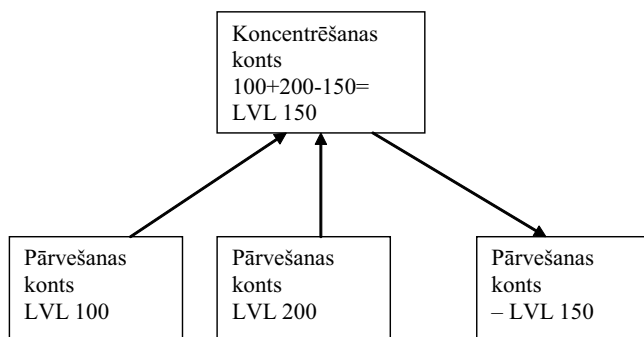 Koncentrēšanas
konts
100+200-150=
LVL 150
Pārvešanas
konts
LVL 100
Pārvešanas
konts
LVL 200
Pārvešanas
konts
– LVL 150